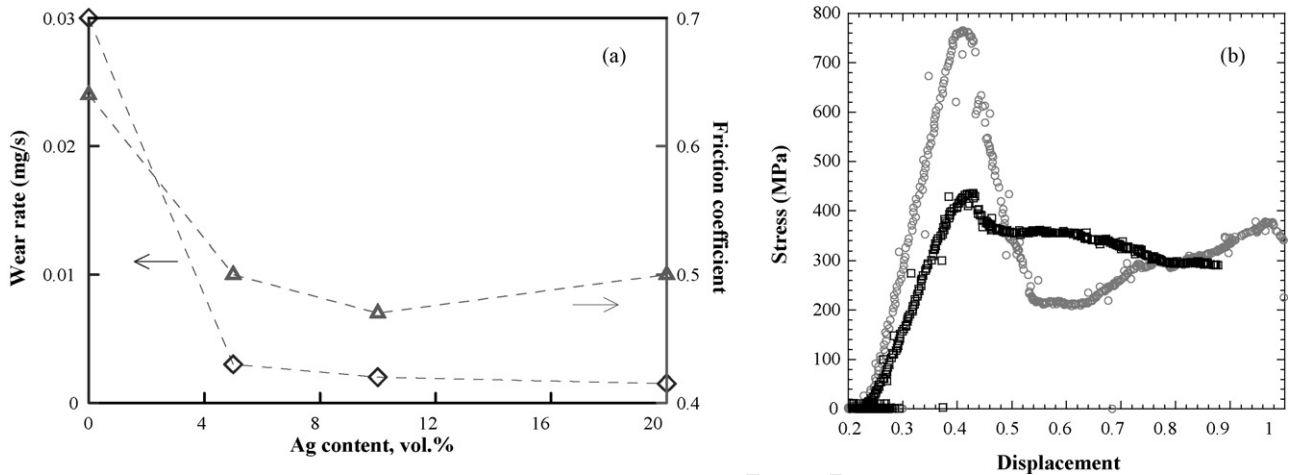 (a)
0.03
0.02
0.01
0
Wear rate (mg/s)
0.7
0.6
0.5
0.4
Friction coefficient
0 4 8 12 16 20
Ag content, vol.%
(b)
800
700
600
500
400
300
200
100
0
Stress (MPa)
0.2 0.3 0.4 0.5 0.6 0.7 0.8 0.9 1
Displacement